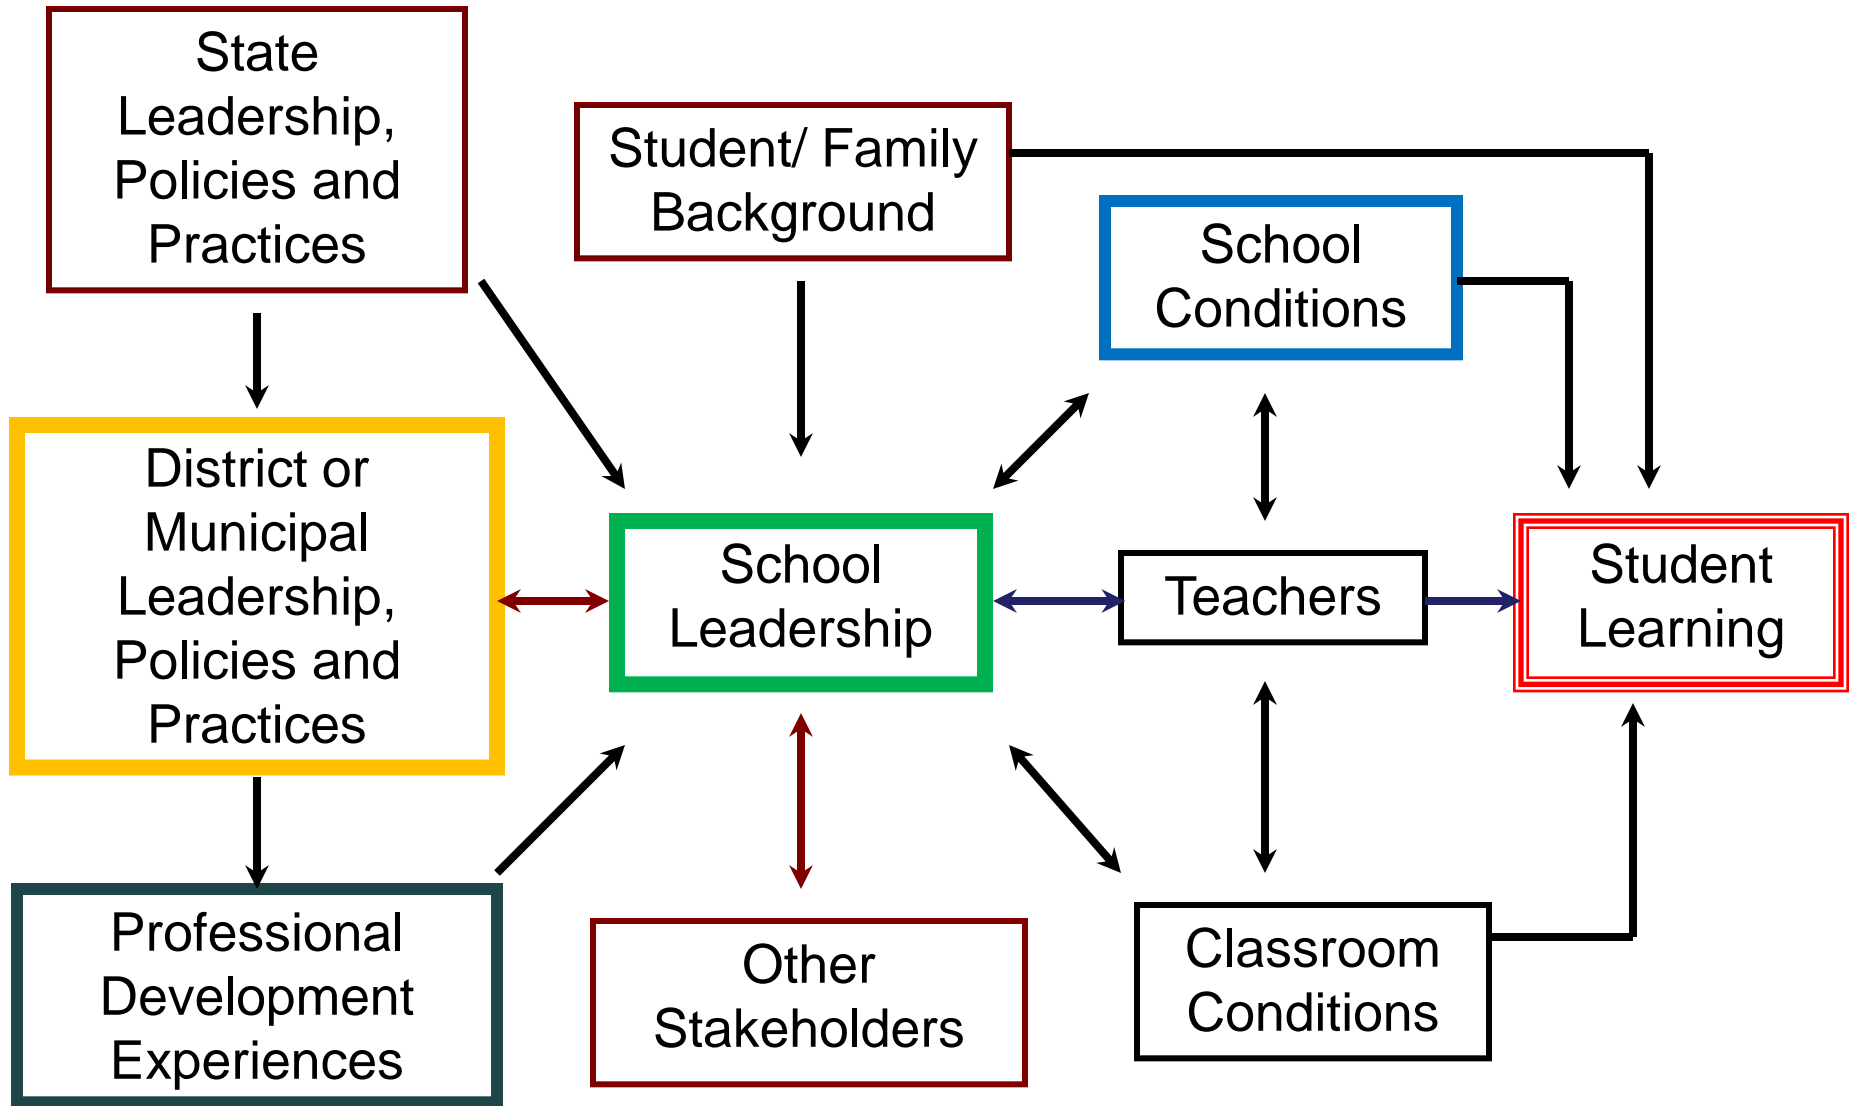 State
Leadership,
Policies and
Practices
Student/ Family
Background
School
Conditions
District or
Municipal
Leadership,
Policies and
Practices
School
Leadership
Teachers
Student
Learning
Professional
Development
Experiences
Other
Stakeholders
Classroom
Conditions